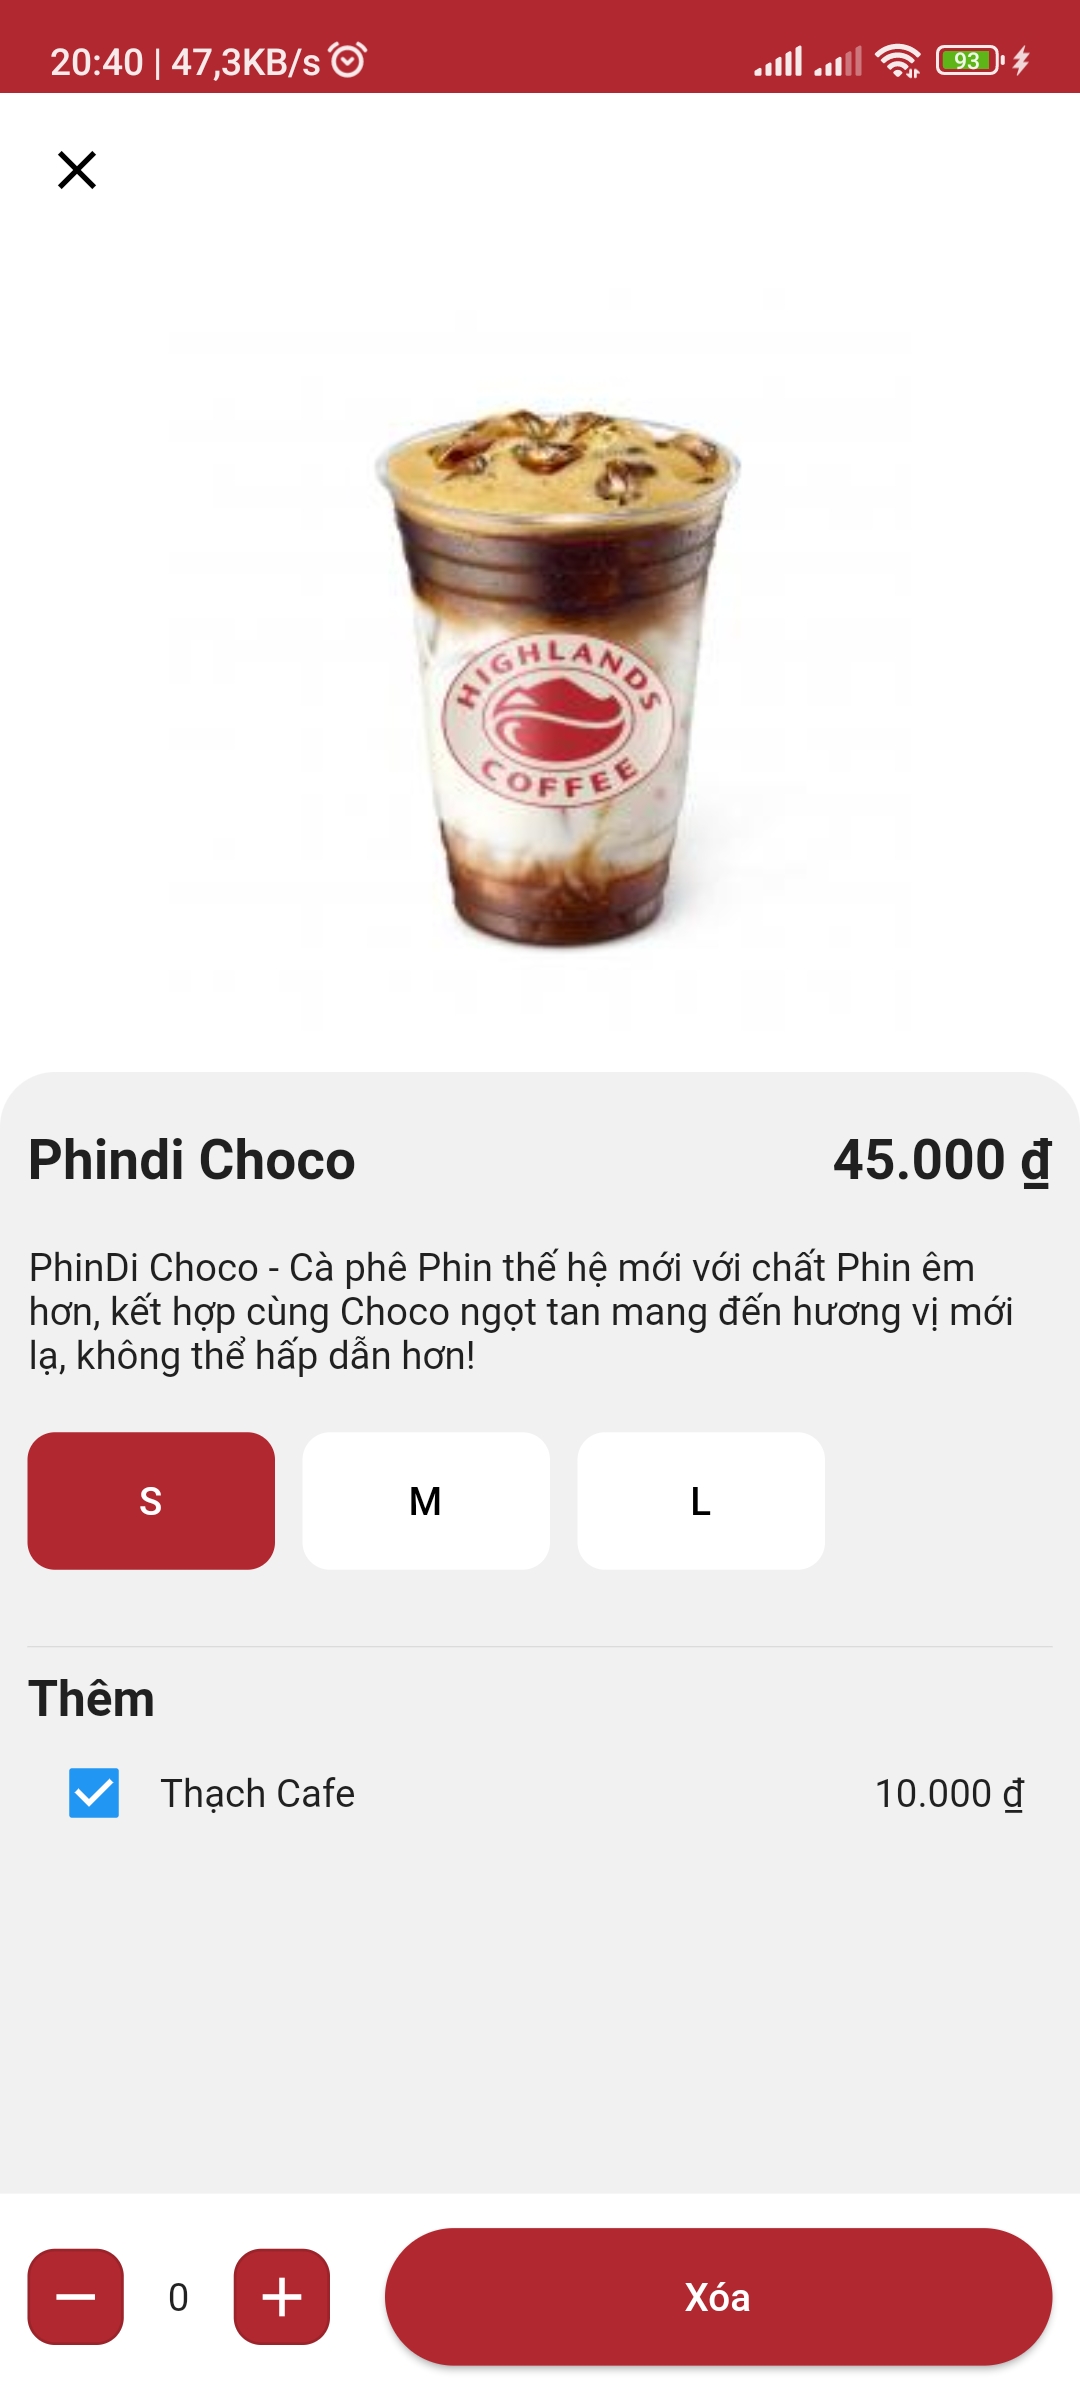 20:40 | 47,3KB/s
93
HIGHLANDS
COFFEE
Phindi Choco
45.000 ₫
PhinDi Choco - Cà phê Phin thế hệ mới với chất Phin êm
hơn, kết hợp cùng Choco ngọt tan mang đến hương vị mới
lạ, không thể hấp dẫn hơn!
S
M
L
Thêm
Thạch Cafe
10.000 ₫
0
Xóa